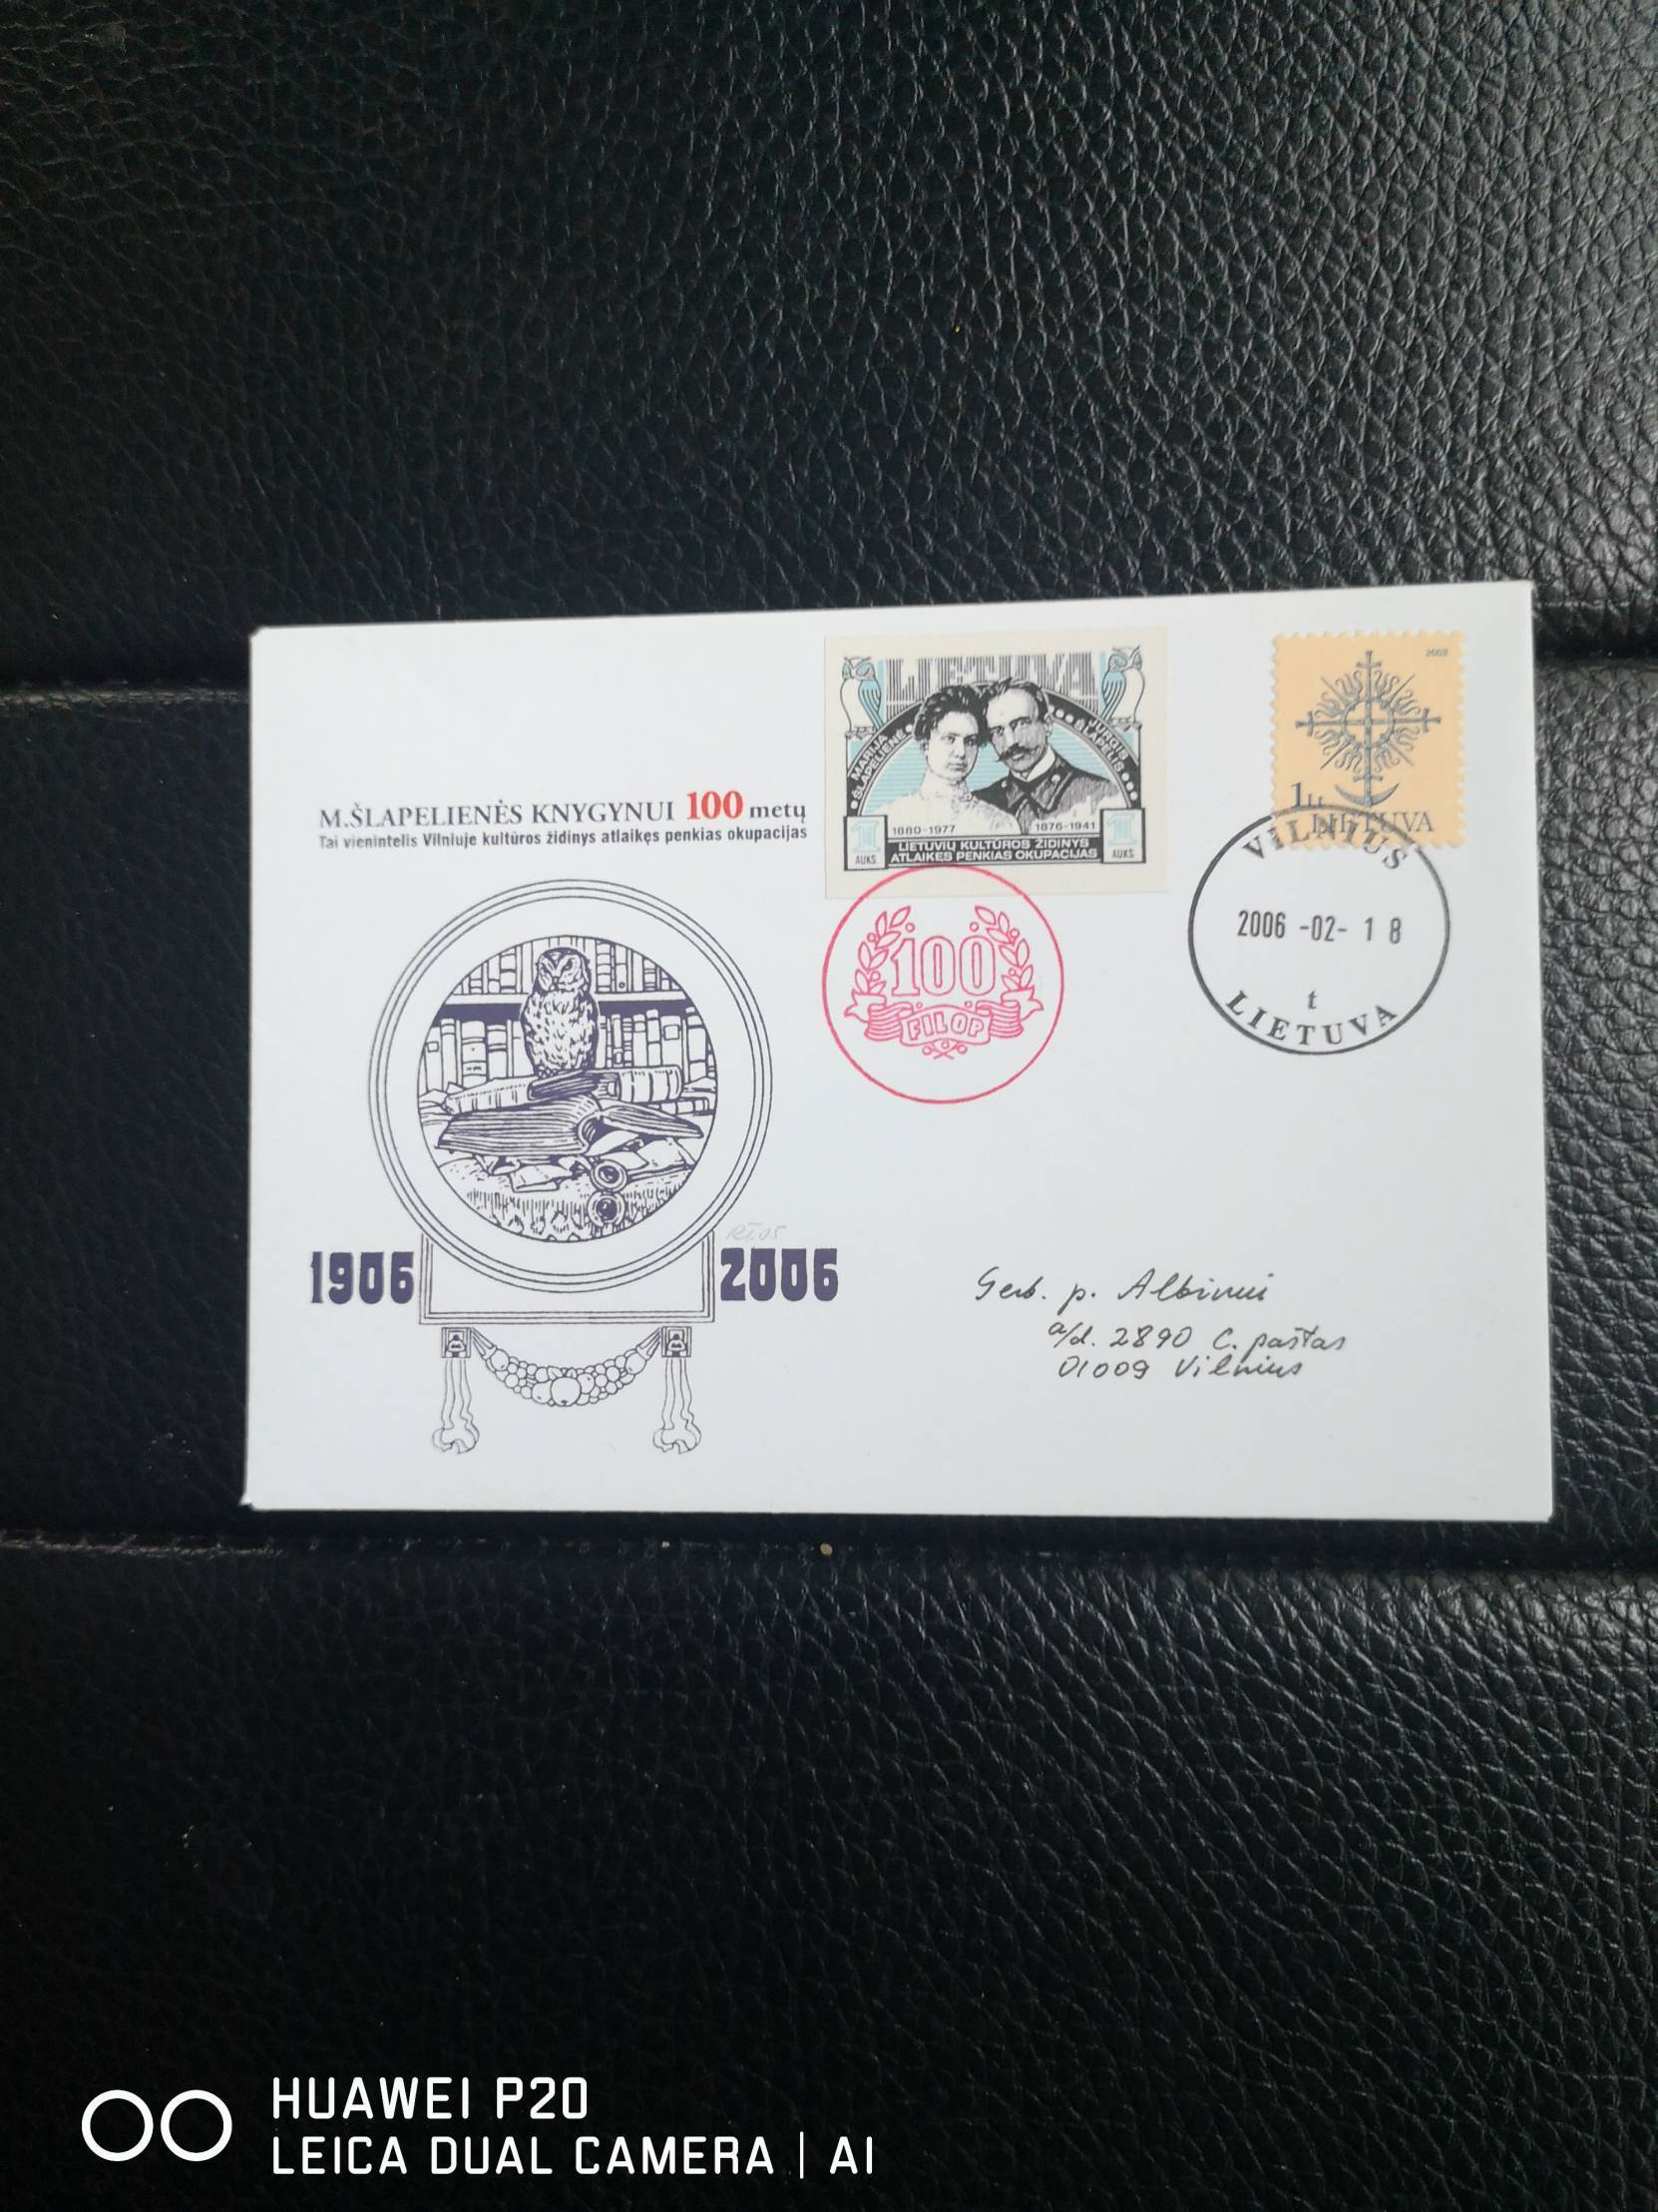 LIETUVA
MARIJA ŠLAPELIENĖ
JURGIS ŠLAPELIS
1 AUKS
1880-1977
1876-1941
1 AUKS
LIETUVIŲ KULTŪROS ŽIDINYS
ATLAIKĘS PENKIAS OKUPACIJAS
2003
1Lt
LIETUVA
M.ŠLAPELIENĖS KNYGYNUI 100 metų
Tai vienintelis Vilniuje kultūros židinys atlaikęs penkias okupacijas
100
FILOP
VILNIUS
2006 -02- 1 8
t
LIETUVA
1906
2006
Gerb. p. Albinui
a/d. 2890 C. paštas
01009 Vilnius
HUAWEI P20
LEICA DUAL CAMERA | AI